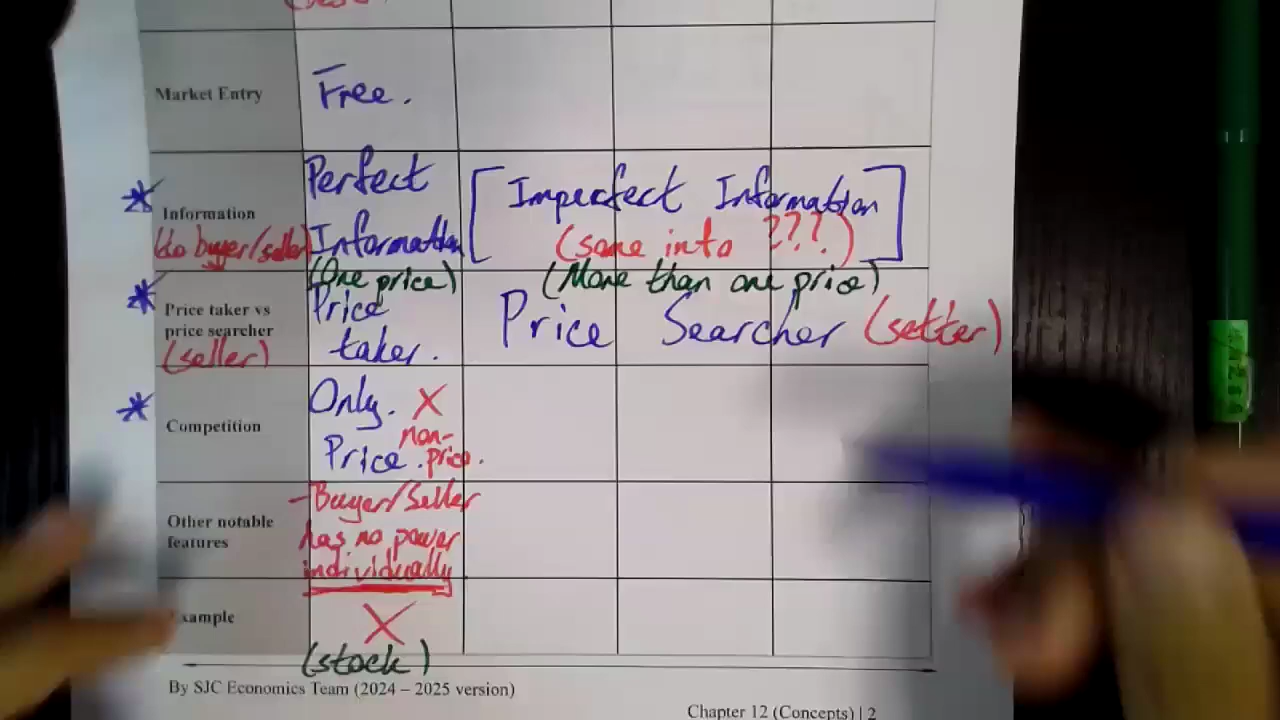 Market Entry
Free.
Information
(to buyer/seller)
Perfect
Information
(One price)
[Imperfect Information]
(some info ???)
(More than one price)
Price taker vs
price searcher
(seller)
Price
taker.
Price Searcher (setter)
Competition
Only. X
non-
Price. price.
Other notable
features
-Buyer/Seller
has no power
individually
X
(stock)
By SJC Economics Team (2024 – 2025 version)
Chapter 12 (Concepts) | 2